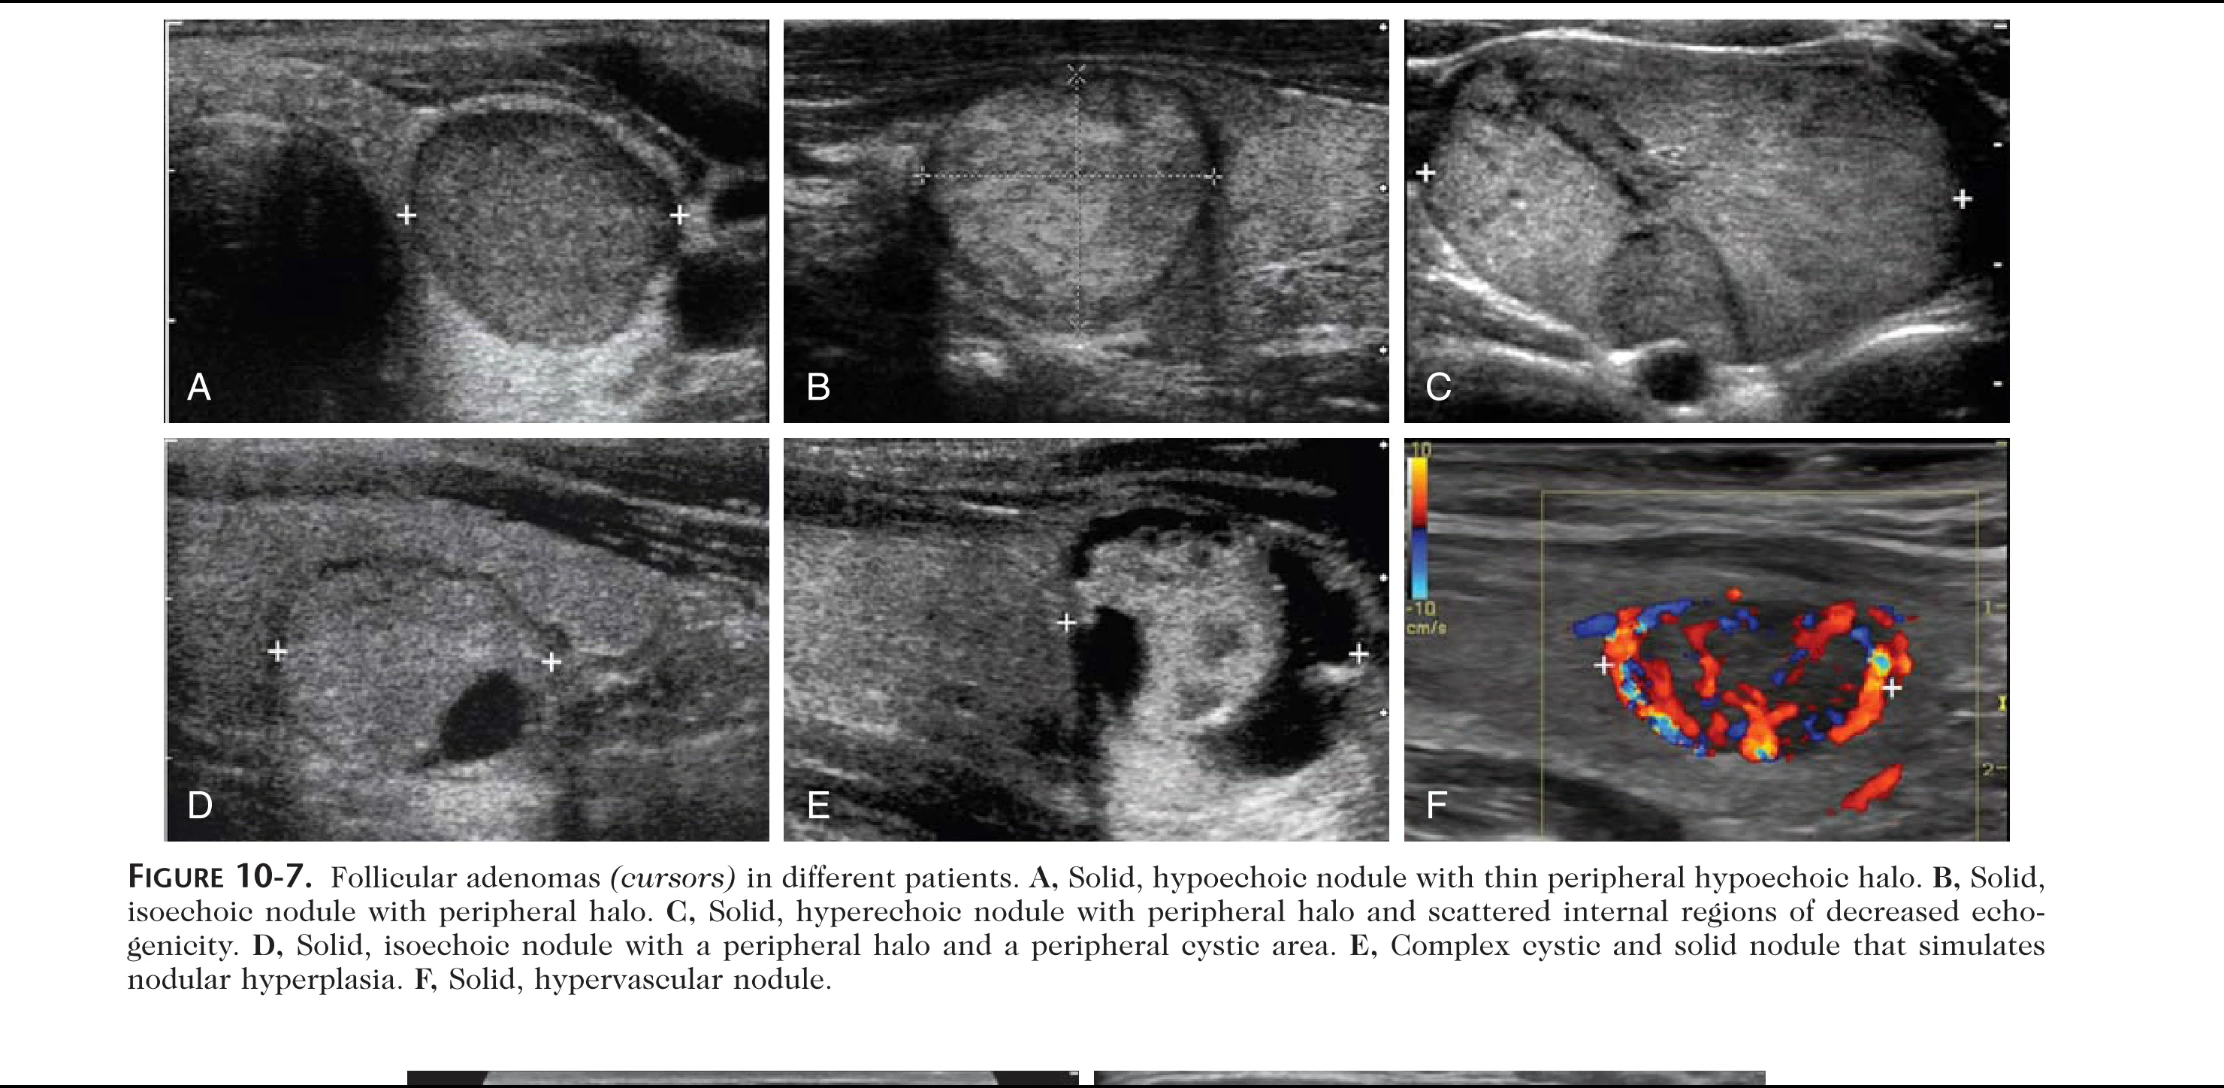 A
B
C
D
E
10
-10
cm/s
1
2
F
FIGURE 10-7. Follicular adenomas (cursors) in different patients. A, Solid, hypoechoic nodule with thin peripheral hypoechoic halo. B, Solid,
isoechoic nodule with peripheral halo. C, Solid, hyperechoic nodule with peripheral halo and scattered internal regions of decreased echo-
genicity. D, Solid, isoechoic nodule with a peripheral halo and a peripheral cystic area. E, Complex cystic and solid nodule that simulates
nodular hyperplasia. F, Solid, hypervascular nodule.